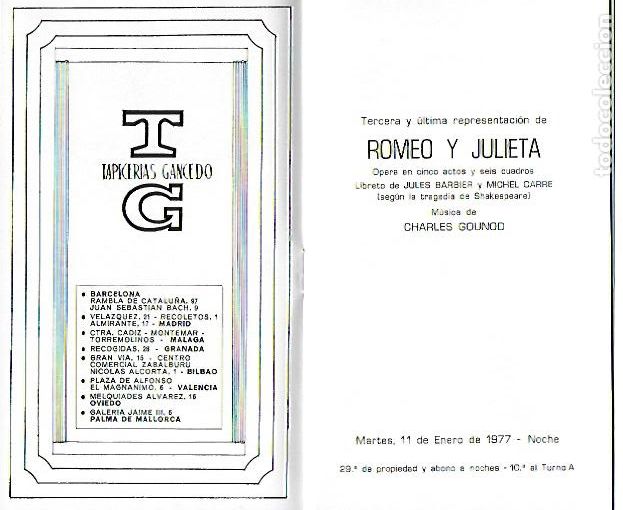 T
TAPICERIAS GANCEDO
G
• BARCELONA
RAMBLA DE CATALUÑA, 97
JUAN SEBASTIAN BACH, 9
• VELAZQUEZ, 21 - RECOLETOS, 1
ALMIRANTE, 17 - MADRID
• CTRA. CADIZ - MONTEMAR -
TORREMOLINOS - MALAGA
• RECOGIDAS, 28 - GRANADA
• GRAN VIA, 15 - CENTRO
COMERCIAL ZABALBURU
NICOLAS ALCORTA, 1 - BILBAO
• PLAZA DE ALFONSO
EL MAGNANIMO, 6 - VALENCIA
• MELQUIADES ALVAREZ, 16
OVIEDO
• GALERIA JAIME III, 5
PALMA DE MALLORCA
Tercera y última representación de
ROMEO Y JULIETA
Opera en cinco actos y seis cuadros
Libreto de JULES BARBIER y MICHEL CARRE
(según la tragedia de Shakespeare)
Música de
CHARLES GOUNOD
Martes, 11 de Enero de 1977 - Noche
29.ª de propiedad y abono a noches - 10.ª al Turno A
todocoleccion